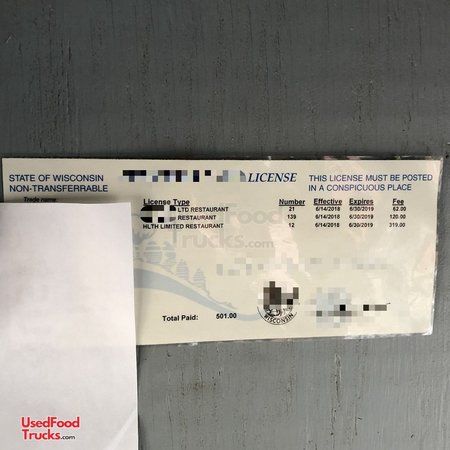 STATE OF WISCONSIN
NON-TRANSFERRABLE
LICENSE
THIS LICENSE MUST BE POSTED
IN A CONSPICUOUS PLACE
Trade name:
License Type Number Effective Expires Fee
LTD RESTAURANT 21 6/14/2018 6/30/2019 62.00
RESTAURANT 139 6/14/2018 6/30/2019 120.00
HLTH LIMITED RESTAURANT 12 6/14/2018 6/30/2019 319.00
UsedFood
Trucks.com
Total Paid: 501.00
WISCONSIN
UsedFood
Trucks.com